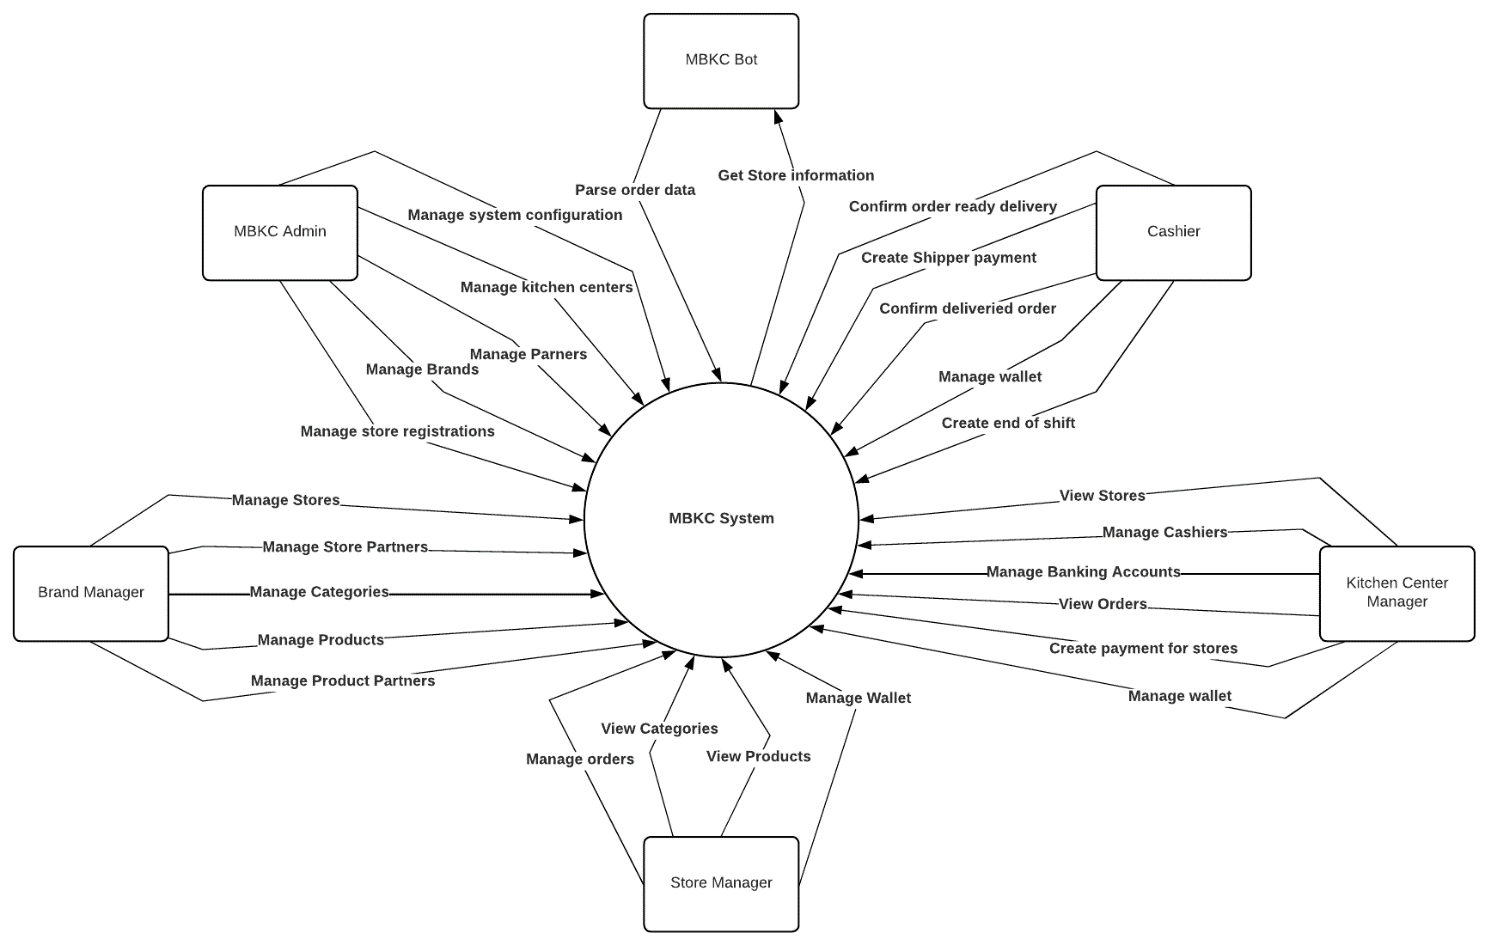 MBKC Bot
Get Store information
Parse order data
MBKC Admin
Manage system configuration
Confirm order ready delivery
Cashier
Create Shipper payment
Manage kitchen centers
Confirm deliveried order
Manage Parners
Manage Brands
Manage wallet
Create end of shift
Manage store registrations
View Stores
Manage Stores
MBKC System
Manage Cashiers
Manage Store Partners
Manage Banking Accounts
Brand Manager
Manage Categories
Kitchen Center
Manager
View Orders
Manage Products
Create payment for stores
Manage Product Partners
Manage wallet
Manage Wallet
View Categories
View Products
Manage orders
Store Manager